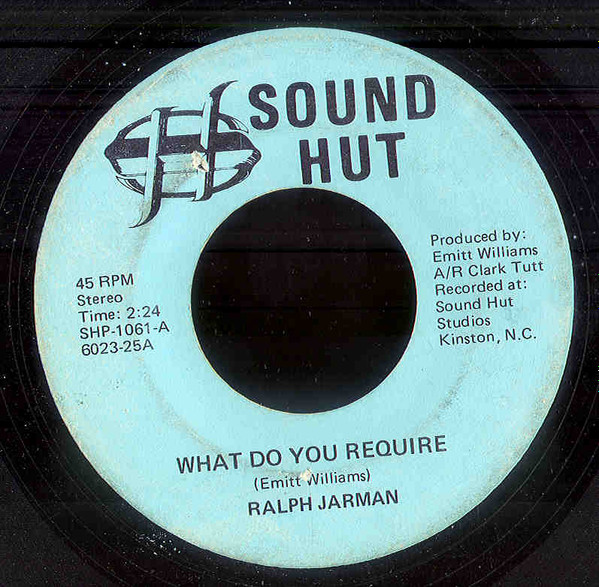 SOUND
HUT
45 RPM
Stereo
Time: 2:24
SHP-1061-A
6023-25A
Produced by:
Emitt Williams
A/R Clark Tutt
Recorded at:
Sound Hut
Studios
Kinston, N.C.
WHAT DO YOU REQUIRE
(Emitt Williams)
RALPH JARMAN